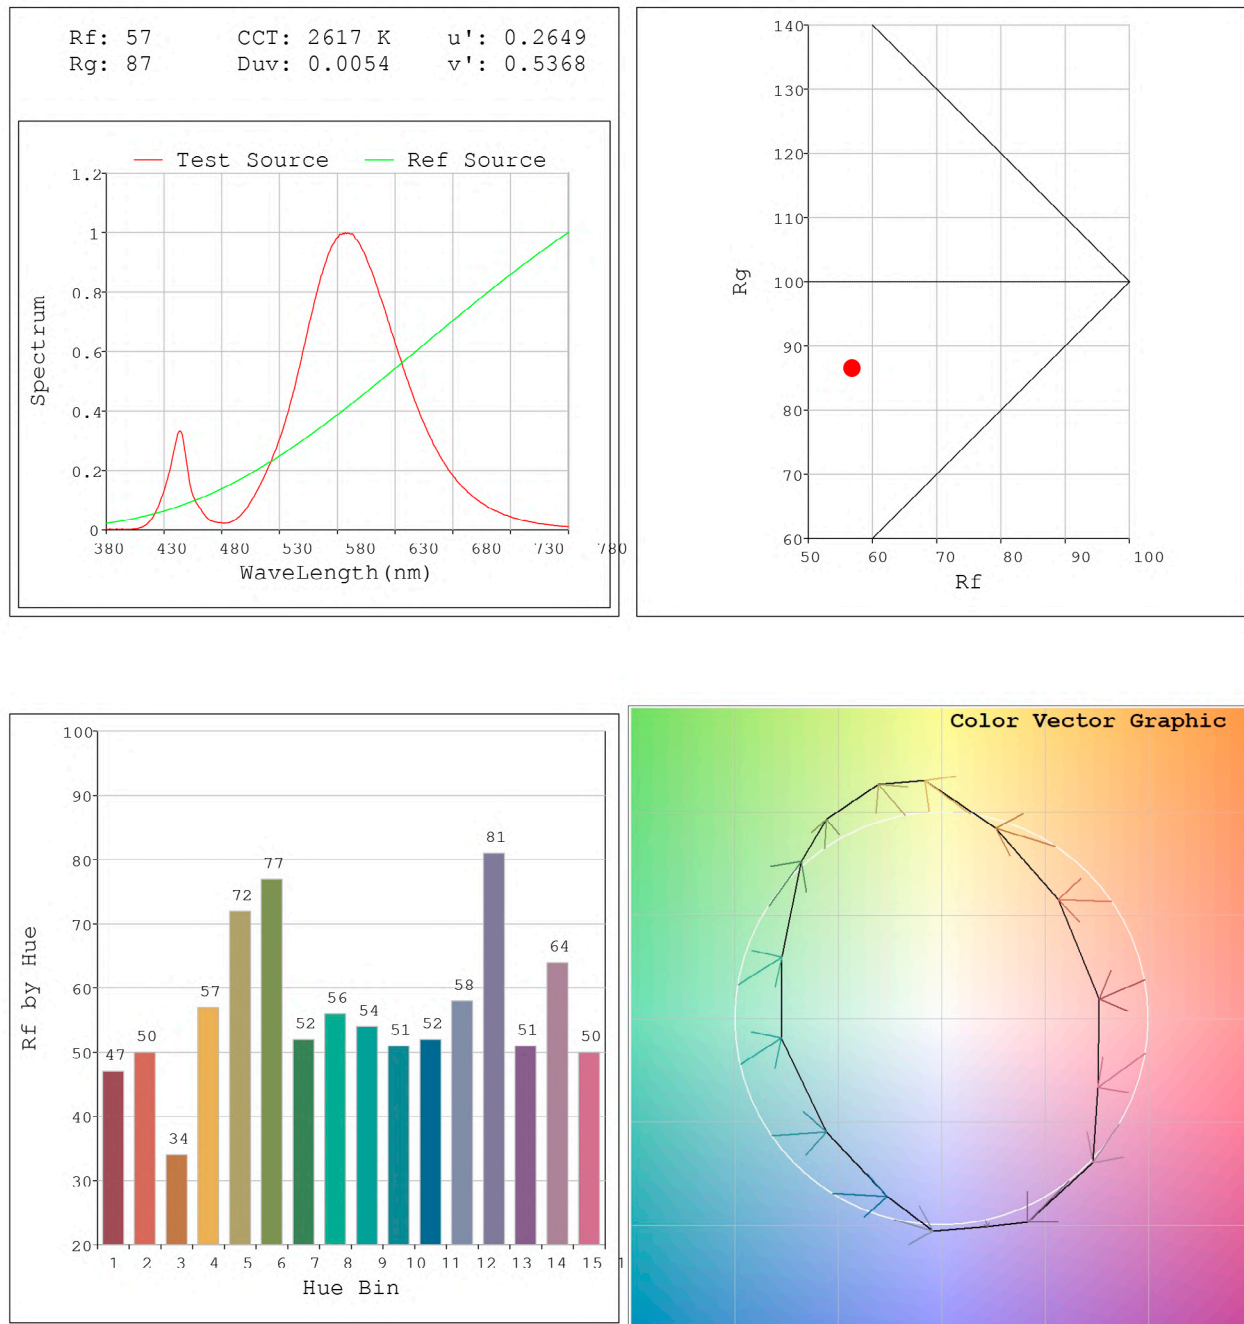 Rf: 57 CCT: 2617 K u': 0.2649
Rg: 87 Duv: 0.0054 v': 0.5368
Test Source Ref Source
1.2
1
0.8
0.6
0.4
0.2
0
Spectrum
380 430 480 530 580 630 680 730 780
WaveLength(nm)
140
130
120
110
100
90
80
70
60
Rg
50 60 70 80 90 100
Rf
100
90
80
70
60
50
40
30
20
Rf by Hue
47 50 34 57 72 77 52 56 54 51 52 58 81 51 64 50
1 2 3 4 5 6 7 8 9 10 11 12 13 14 15 1
Hue Bin
Color Vector Graphic